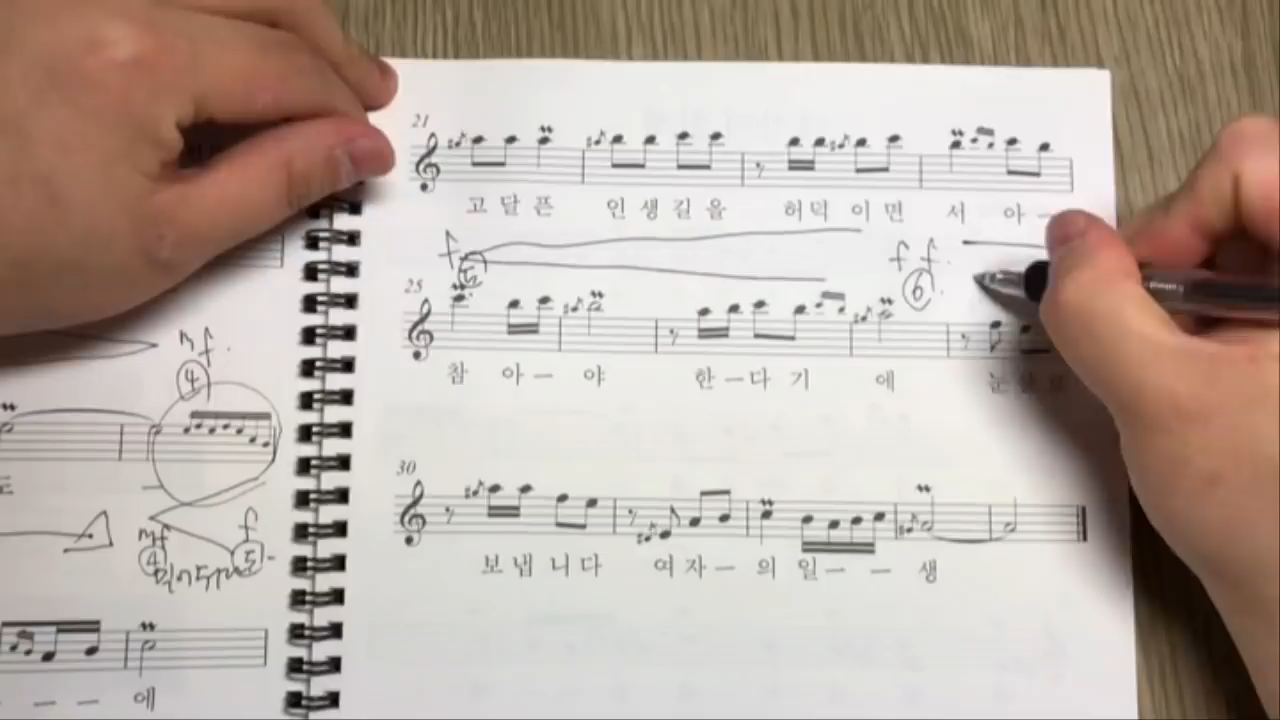 21
고 달 픈 인 생 길 을 허 덕 이 면 서 아 -
f f f.
5 6.
25
참 아 - 야 한 - 다 기 에
m f.
4
30
보 냅 니 다 여 자 - 의 일 - - 생
도
mf f
4 5 -
- - - 에